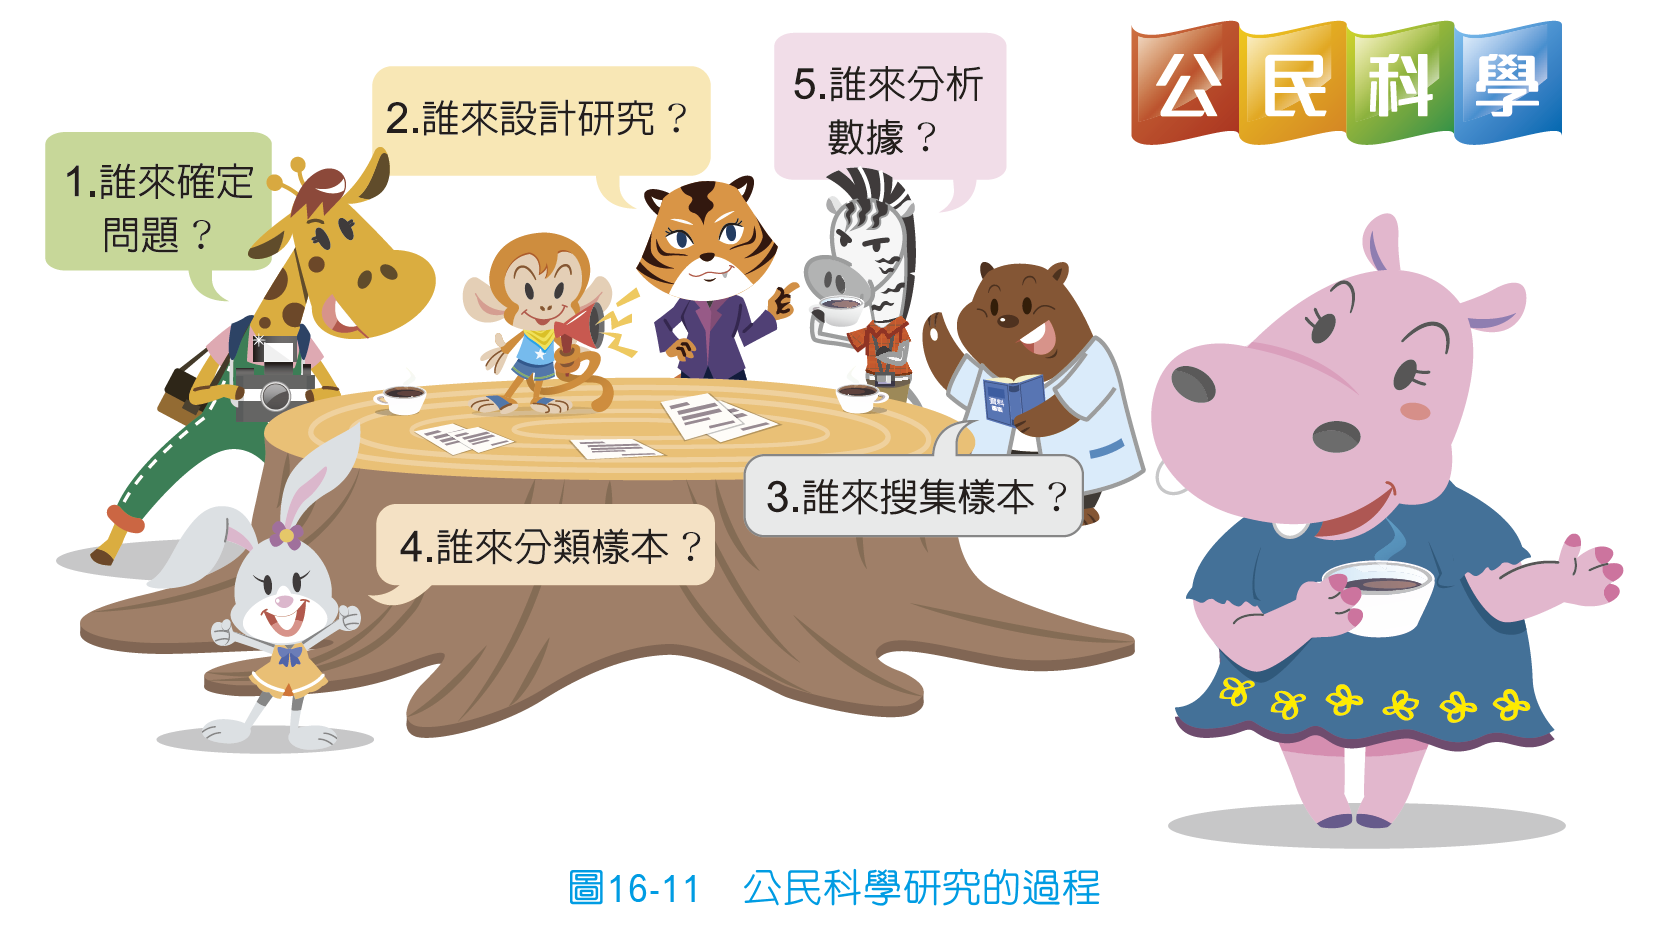 公民科學
1.誰來確定
問題？
2.誰來設計研究？
5.誰來分析
數據？
資料
3.誰來搜集樣本？
4.誰來分類樣本？
圖16-11　公民科學研究的過程